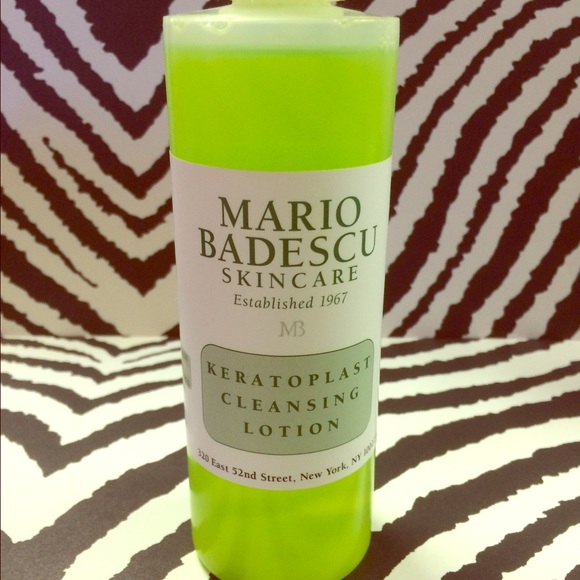 MARIO
BADESCU
SKINCARE
Established 1967
MB
KERATOPLAST
CLEANSING
LOTION
320 East 52nd Street, New York, NY